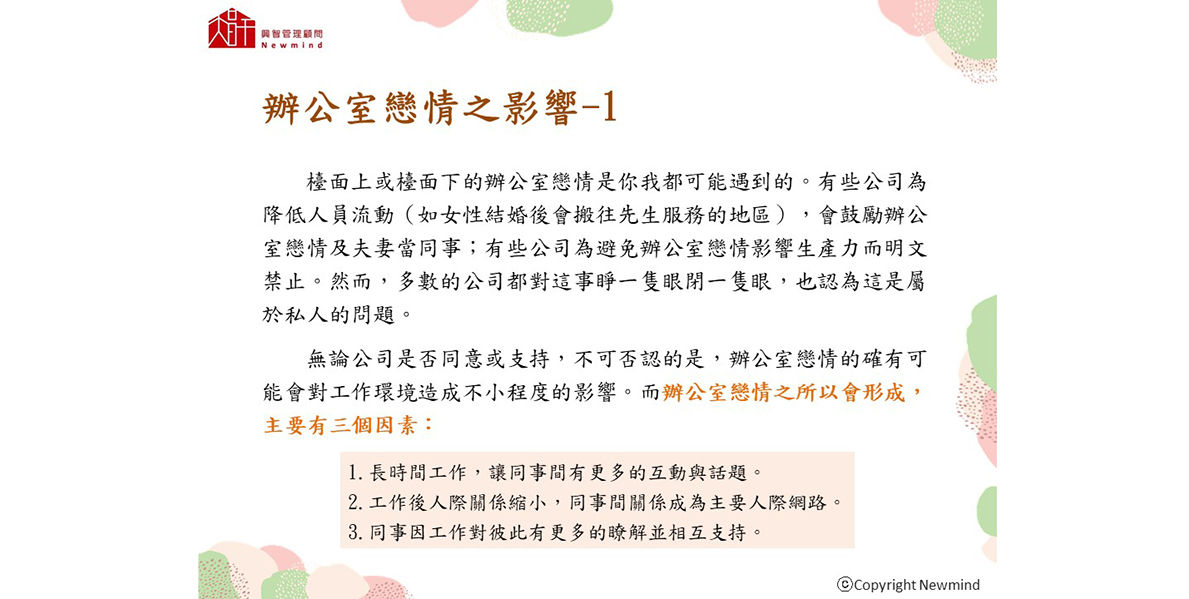 興智管理顧問
Newmind
辦公室戀情之影響-1
檯面上或檯面下的辦公室戀情是你我都可能遇到的。有些公司為
降低人員流動（如女性結婚後會搬往先生服務的地區），會鼓勵辦公
室戀情及夫妻當同事；有些公司為避免辦公室戀情影響生產力而明文
禁止。然而，多數的公司都對這事睜一隻眼閉一隻眼，也認為這是屬
於私人的問題。
無論公司是否同意或支持，不可否認的是，辦公室戀情的確有可
能會對工作環境造成不小程度的影響。而辦公室戀情之所以會形成，
主要有三個因素：
1. 長時間工作，讓同事間有更多的互動與話題。
2. 工作後人際關係縮小，同事間關係成為主要人際網路。
3. 同事因工作對彼此有更多的瞭解並相互支持。
ⓒCopyright Newmind